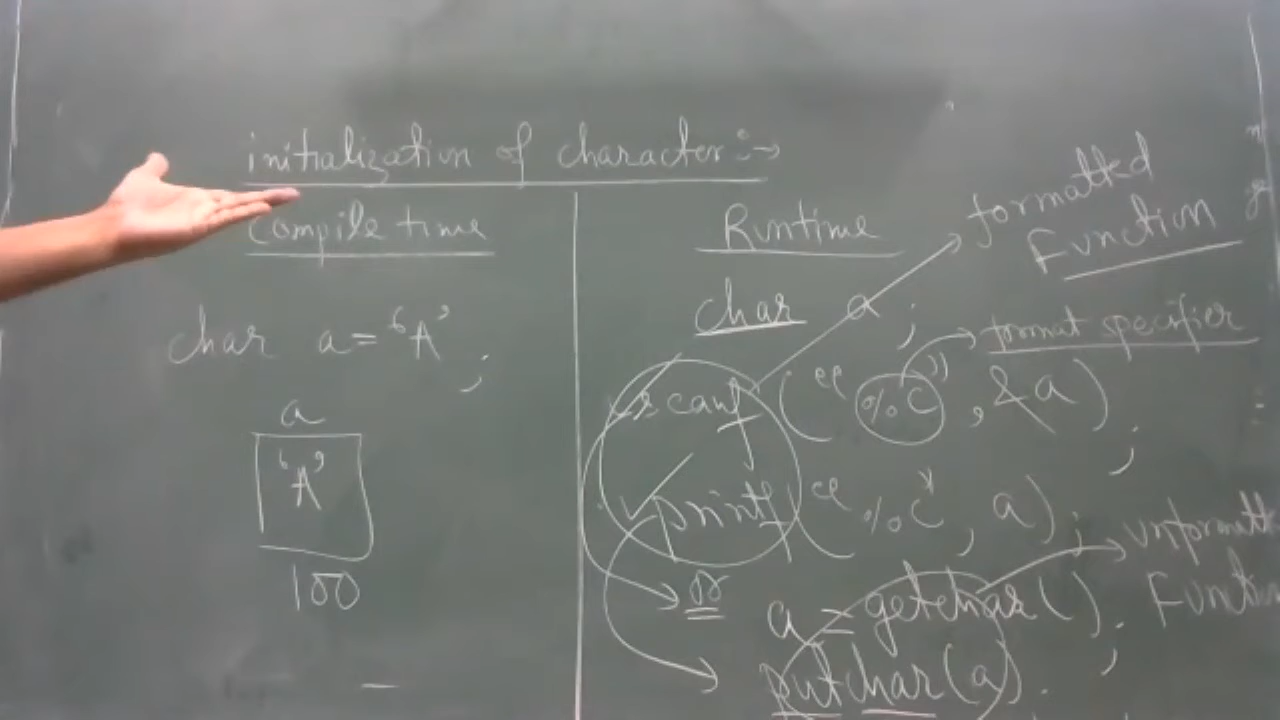 initialization of character:→
Compile time
char a = 'A' ;
a
'A'
100
Runtime
char a ;
scanf ("%c", &a) ;
printf ("%c", a) ;
or
a = getchar() ;
putchar(a).
formatted
Function
format specifier
unformatte
Function